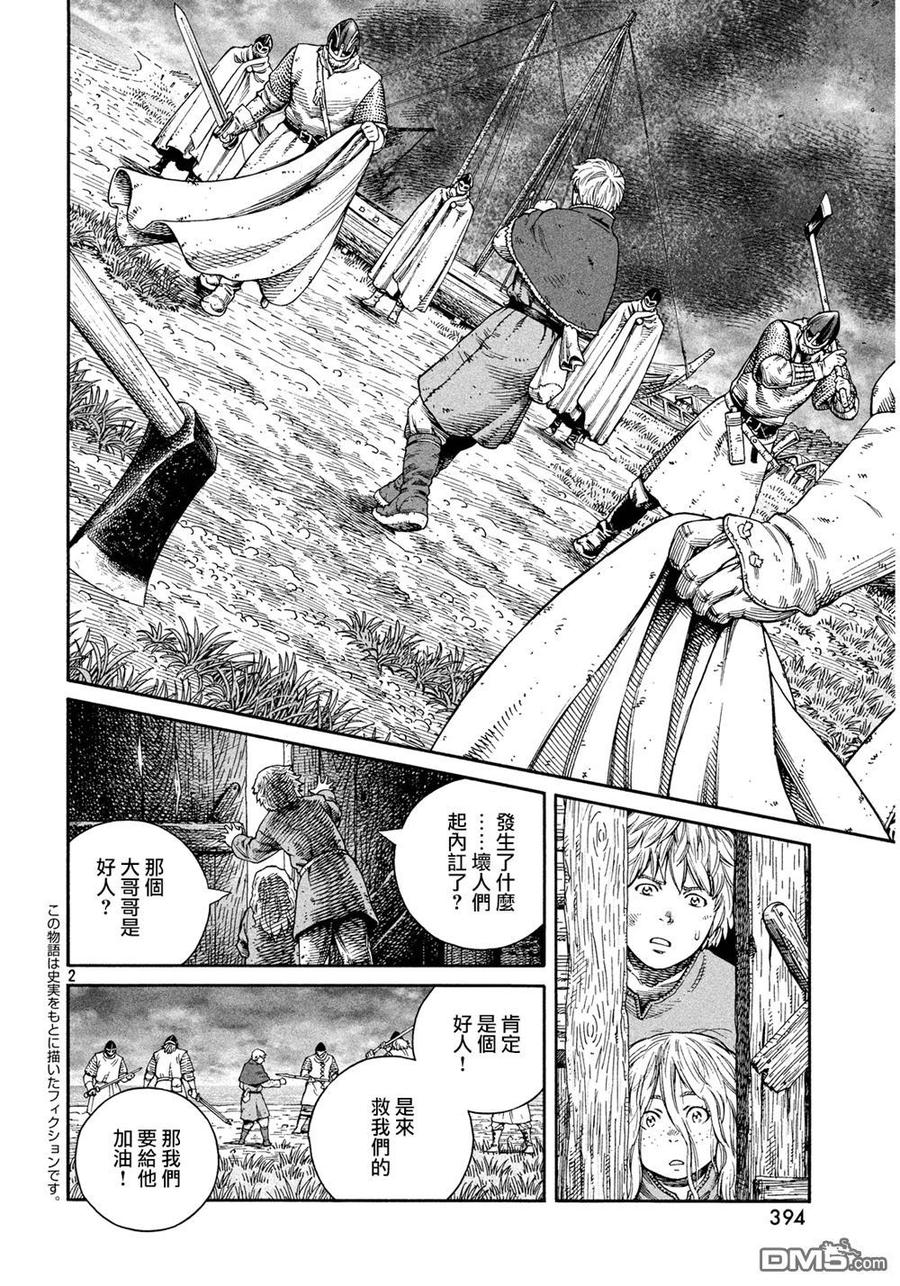 發生了什麼
……壞人們
起內訌了？
那個
大哥哥是
好人？
肯定
是個
好人！
是來
救我們的
那我們
要給他
加油！
この物語は史実をもとに描いたフィクションです。
2
394
DM5.com